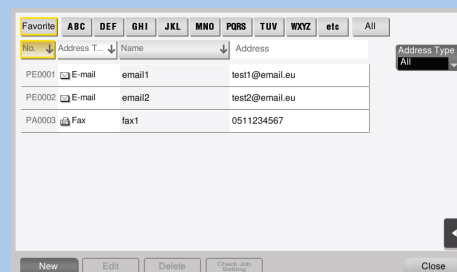 Favorite ABC DEF GHI JKL MNO PQRS TUV WXYZ etc All
No. Address T... Name Address
Address Type
All
PE0001 E-mail email1 test1@email.eu
PE0002 E-mail email2 test2@email.eu
PA0003 Fax fax1 0511234567
New Edit Delete Check Job Setting Close